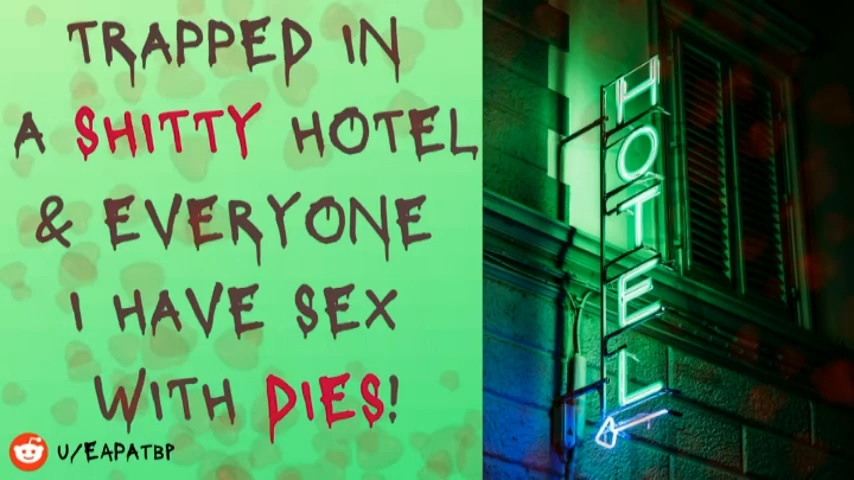 TRAPPED IN
A SHITTY HOTEL
& EVERYONE
I HAVE SEX
WITH DIES!
U/EAPATBP
HOTEL